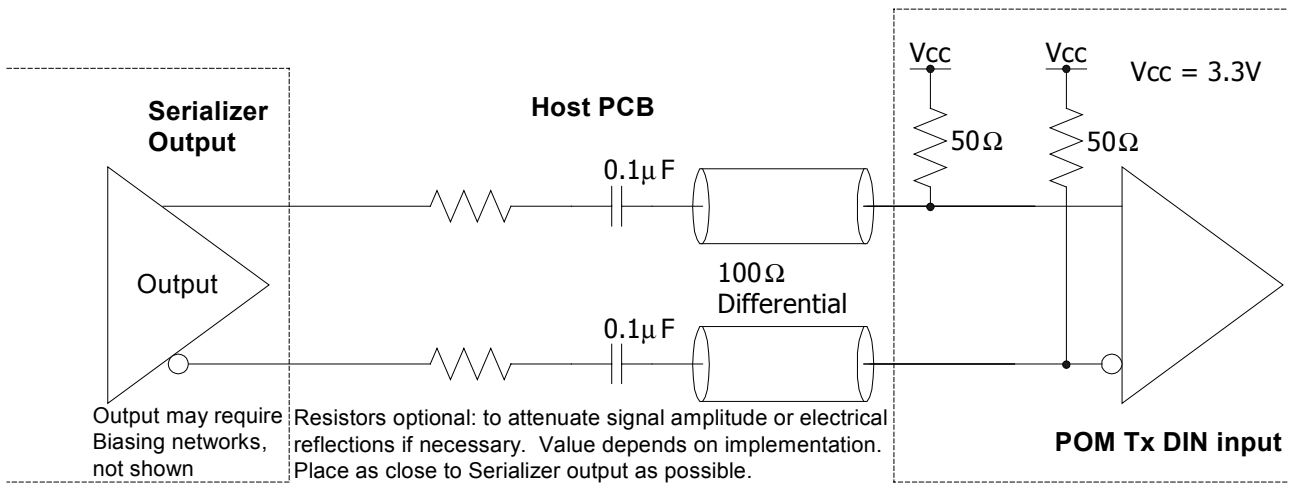 Vcc
Vcc
Vcc = 3.3V
Serializer
Output
Host PCB
50Ω
50Ω
0.1μF
Output
100Ω
Differential
0.1μF
Output may require
Biasing networks,
not shown
Resistors optional: to attenuate signal amplitude or electrical
reflections if necessary. Value depends on implementation.
Place as close to Serializer output as possible.
POM Tx DIN input